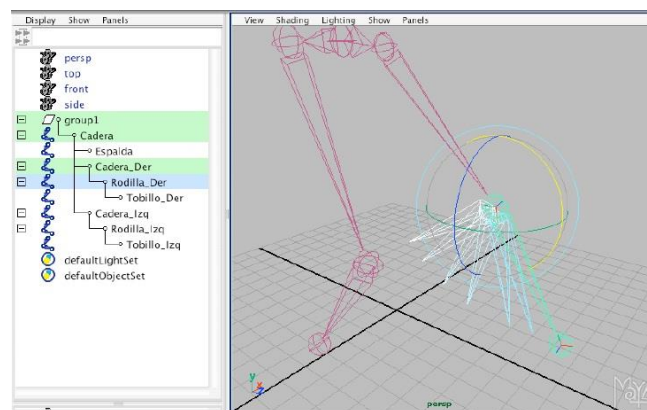 Display Show Panels
View Shading Lighting Show Panels
persp
top
front
side
group1
Cadera
Espalda
Cadera_Der
Rodilla_Der
Tobillo_Der
Cadera_Izq
Rodilla_Izq
Tobillo_Izq
defaultLightSet
defaultObjectSet
y
x
z
persp
MAYA